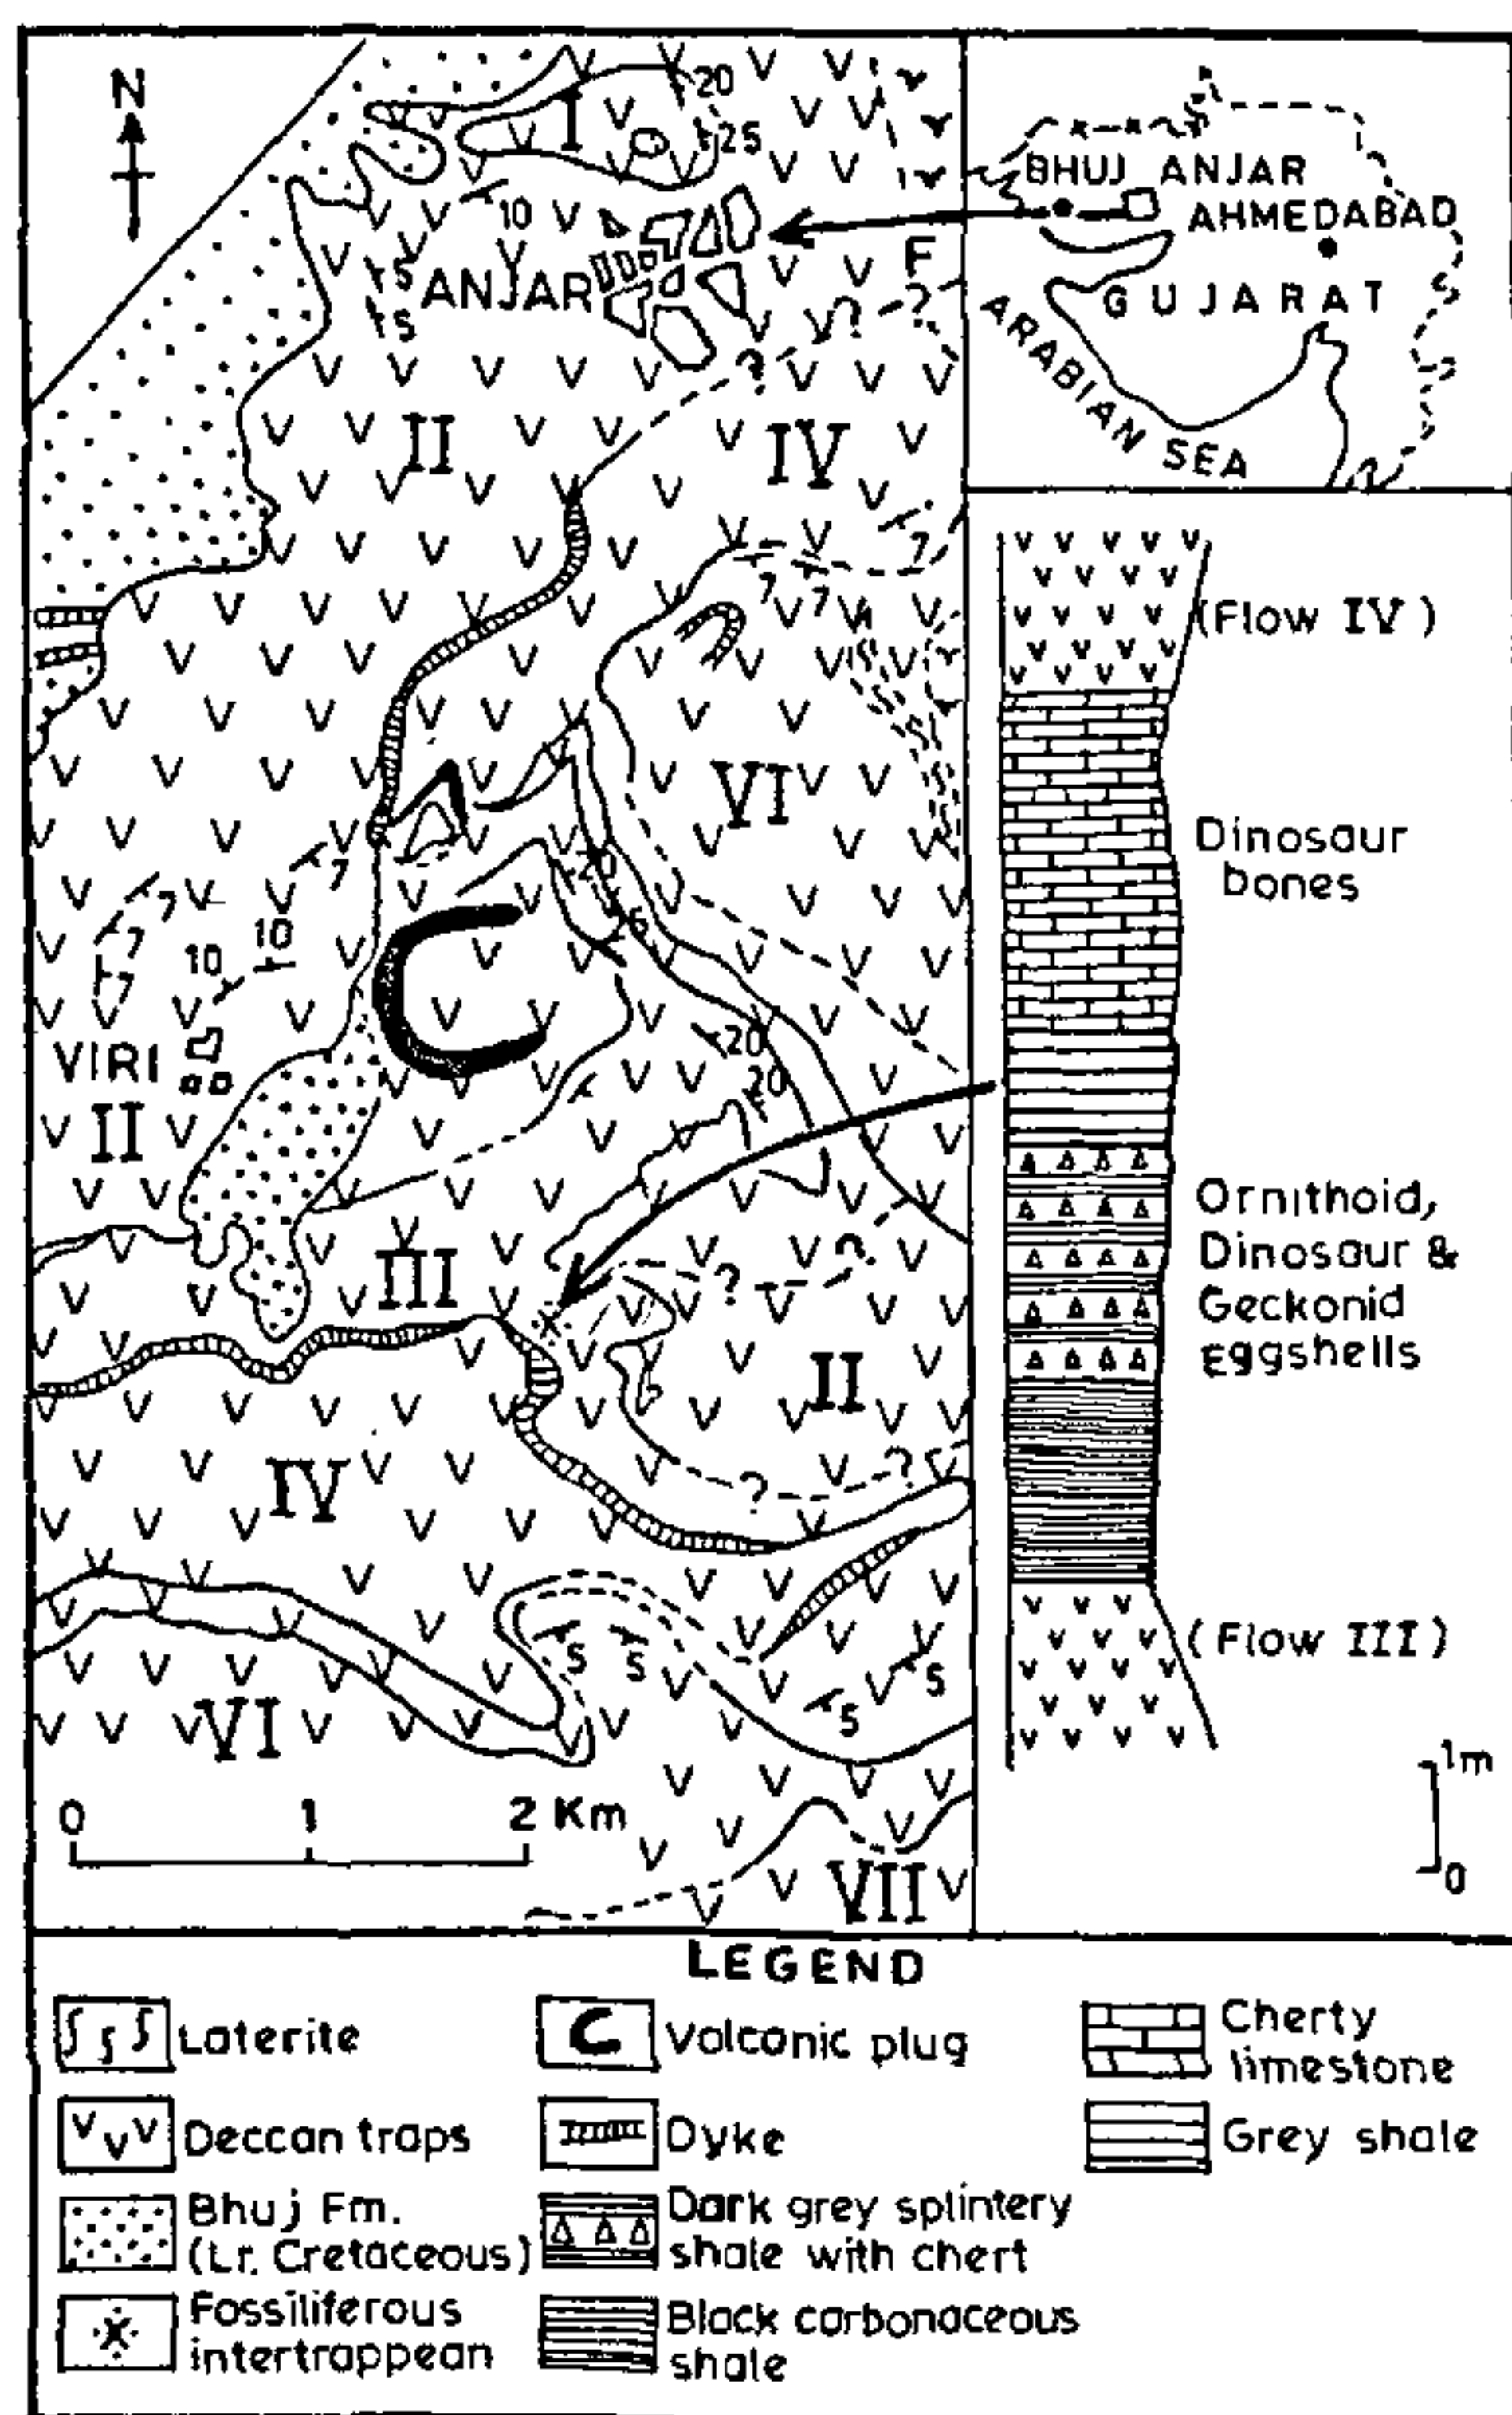 N
I
20
25
10
5
5
ANJAR
F
?
?
?
II
IV
7
7
7
VI
7
7
7
7
10
10
20
20
20
VIRI
II
III
?
?
II
?
?
IV
5
5
5
5
VI
VII
0 1 2 Km
BHUJ ANJAR
AHMEDABAD
GUJARAT
ARABIAN SEA
(Flow IV)
Dinosaur
bones
Ornithoid,
Dinosaur &
Geckonid
Eggshells
(Flow III)
1m
0
LEGEND
Laterite
Volcanic plug
Cherty
limestone
Deccan traps
Dyke
Grey shale
Bhuj Fm.
(Lr. Cretaceous)
Dark grey splintery
shale with chert
Fossiliferous
intertrappean
Black carbonaceous
shale